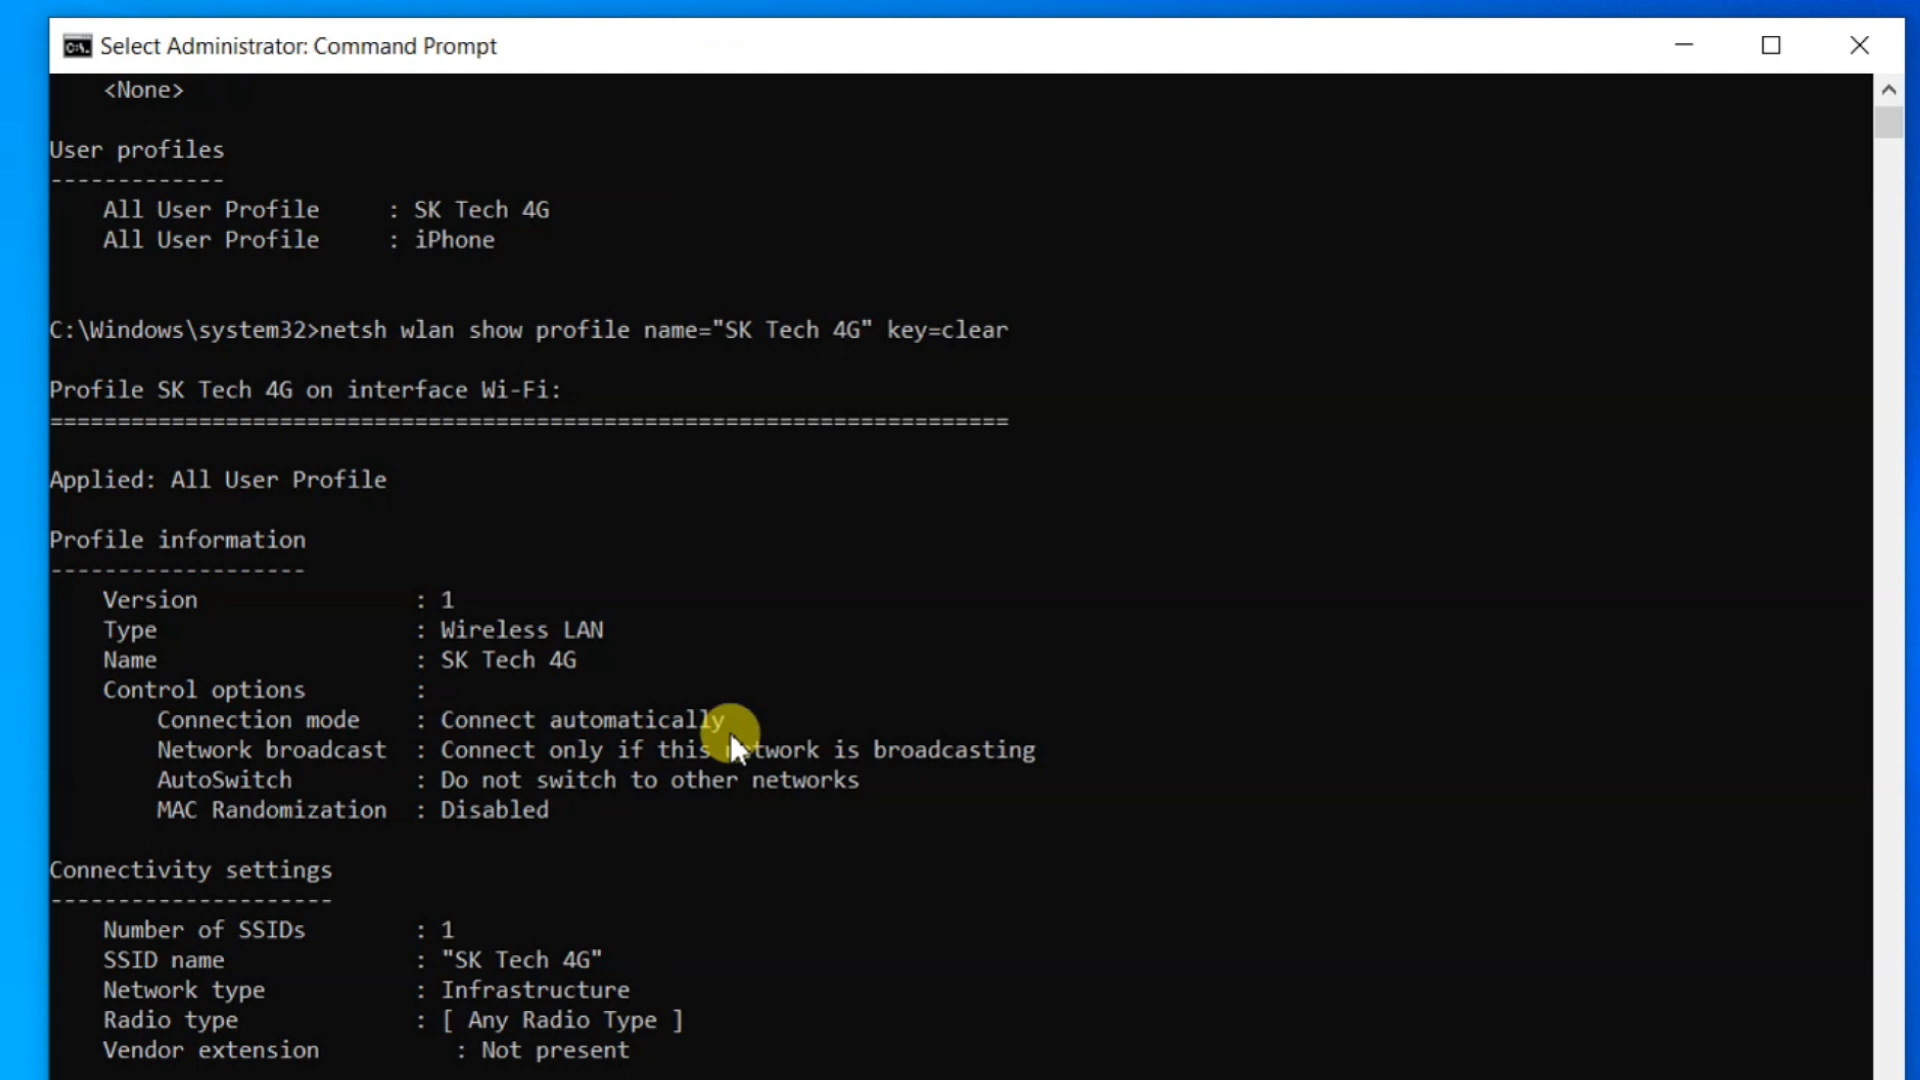 Select Administrator: Command Prompt
<None>
User profiles
-------------
All User Profile : SK Tech 4G
All User Profile : iPhone
C:\Windows\system32>netsh wlan show profile name="SK Tech 4G" key=clear
Profile SK Tech 4G on interface Wi-Fi:
=======================================================================
Applied: All User Profile
Profile information
-------------------
Version : 1
Type : Wireless LAN
Name : SK Tech 4G
Control options :
Connection mode : Connect automatically
Network broadcast : Connect only if this network is broadcasting
AutoSwitch : Do not switch to other networks
MAC Randomization : Disabled
Connectivity settings
---------------------
Number of SSIDs : 1
SSID name : "SK Tech 4G"
Network type : Infrastructure
Radio type : [ Any Radio Type ]
Vendor extension : Not present